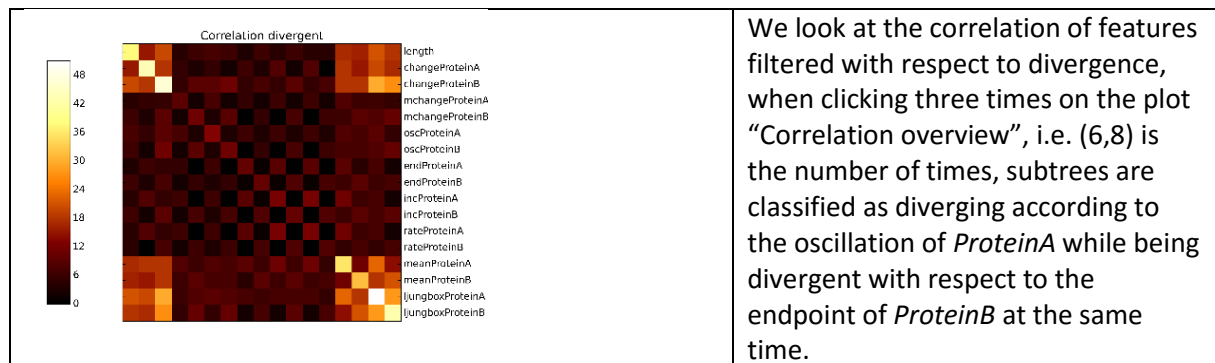 Correlation divergent
48
42
36
30
24
18
12
6
0
length
changeProteinA
changeProteinB
mchangeProteinA
mchangeProteinB
oscProteinA
oscProteinB
endProteinA
endProteinB
incProteinA
incProteinB
rateProteinA
rateProteinB
meanProteinA
meanProteinB
ljungboxProteinA
ljungboxProteinB
We look at the correlation of features
filtered with respect to divergence,
when clicking three times on the plot
“Correlation overview”, i.e. (6,8) is
the number of times, subtrees are
classified as diverging according to
the oscillation of ProteinA while being
divergent with respect to the
endpoint of ProteinB at the same
time.